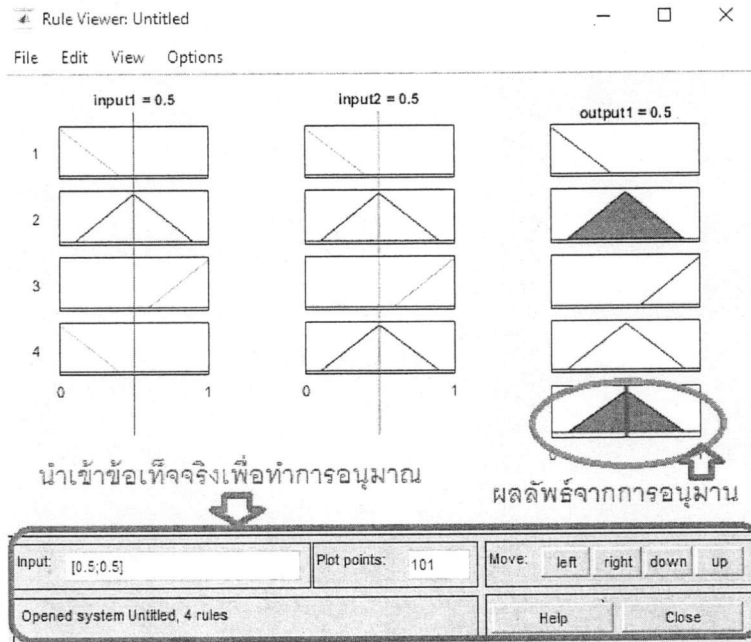 Rule Viewer: Untitled
File Edit View Options
input1 = 0.5 input2 = 0.5 output1 = 0.5
1
2
3
4
0 1 0 1
นำเข้าข้อเท็จจริงเพื่อทำการอนุมาณ
ผลลัพธ์จากการอนุมาน
Input: [0.5;0.5] Plot points: 101 Move: left right down up
Opened system Untitled, 4 rules Help Close